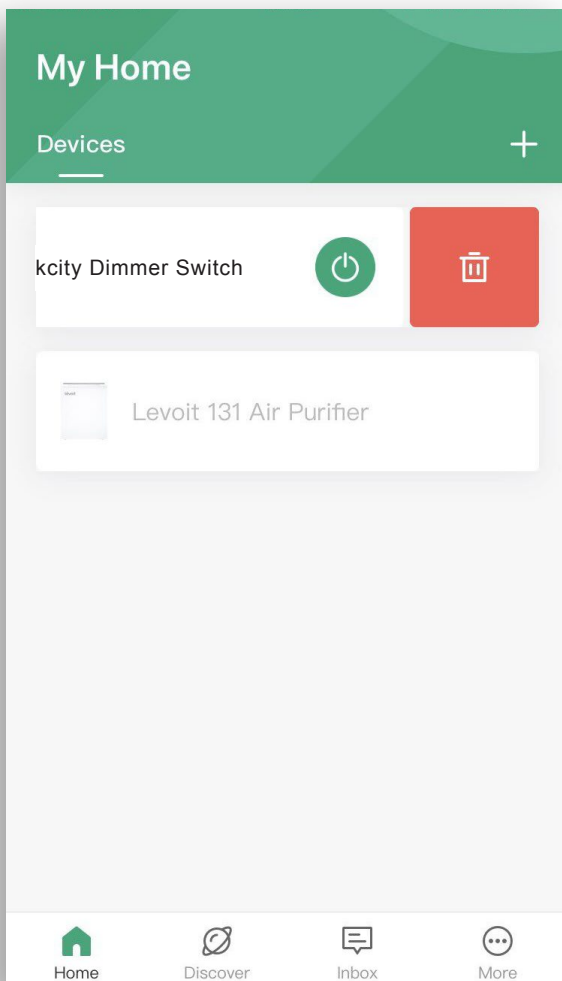 My Home
Devices
kcity Dimmer Switch
Levoit 131 Air Purifier
Home
Discover
Inbox
More